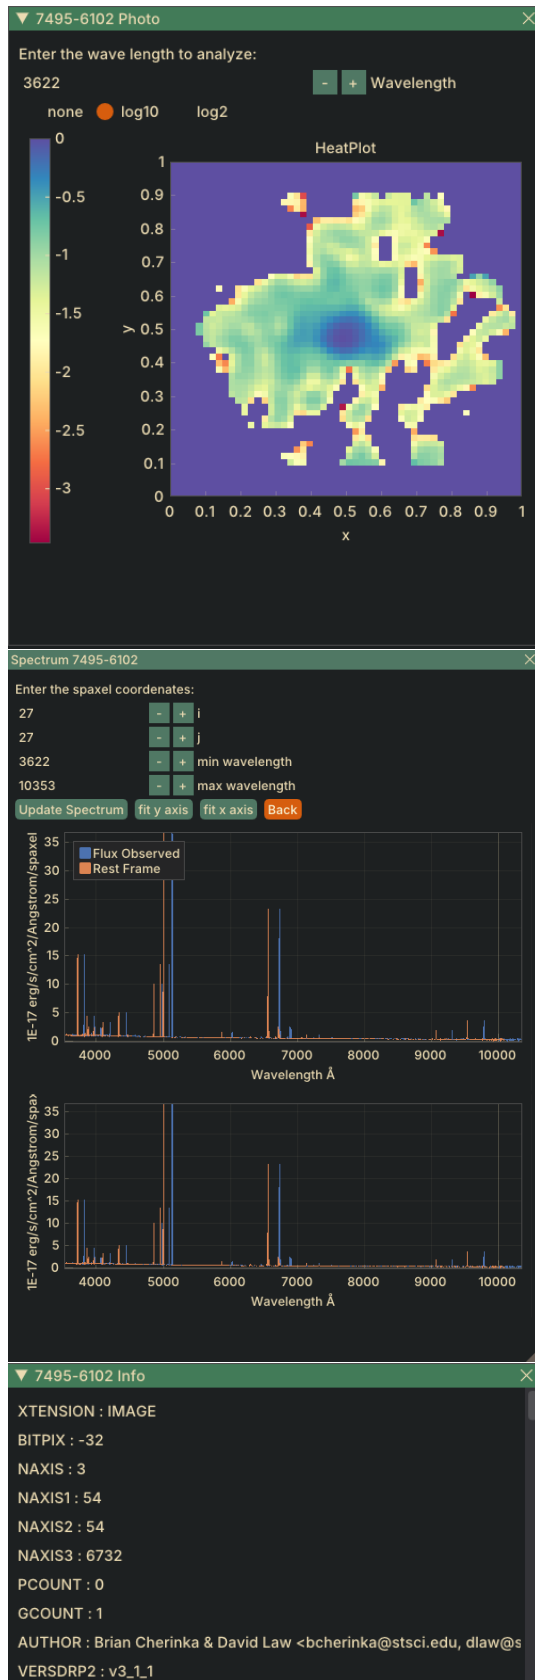 ▼ 7495-6102 Photo
Enter the wave length to analyze:
3622 - + Wavelength
none log10 log2
HeatPlot
0
-0.5
-1
-1.5
-2
-2.5
-3
1
0.9
0.8
0.7
0.6
0.5
0.4
0.3
0.2
0.1
0
y
0 0.1 0.2 0.3 0.4 0.5 0.6 0.7 0.8 0.9 1
x
Spectrum 7495-6102
Enter the spaxel coordenates:
27 - + i
27 - + j
3622 - + min wavelength
10353 - + max wavelength
Update Spectrum fit y axis fit x axis Back
1E-17 erg/s/cm^2/Angstrom/spaxel
35
30
25
20
15
10
5
0
Flux Observed
Rest Frame
4000 5000 6000 7000 8000 9000 10000
Wavelength Å
1E-17 erg/s/cm^2/Angstrom/spax
35
30
25
20
15
10
5
0
4000 5000 6000 7000 8000 9000 10000
Wavelength Å
▼ 7495-6102 Info
XTENSION : IMAGE
BITPIX : -32
NAXIS : 3
NAXIS1 : 54
NAXIS2 : 54
NAXIS3 : 6732
PCOUNT : 0
GCOUNT : 1
AUTHOR : Brian Cherinka & David Law <bcherinka@stsci.edu, dlaw@s
VERSDRP2 : v3_1_1